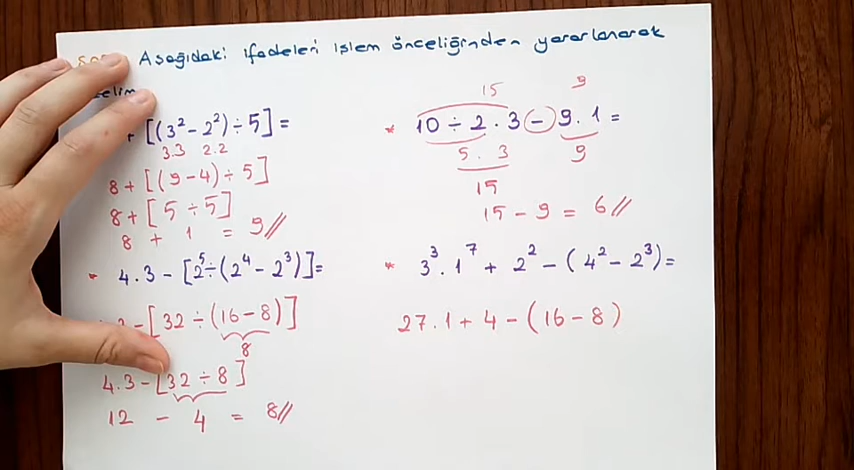 Aşağıdaki ifadeleri işlem önceliğinden yararlanarak
+ [(3² - 2²) ÷ 5] =
3.3 2.2
8 + [(9 - 4) ÷ 5]
8 + [5 ÷ 5]
8 + 1 = 9//
* 4.3 - [2⁵ ÷ (2⁴ - 2³)] =
- [32 ÷ (16 - 8)]
8
4.3 - [32 ÷ 8]
12 - 4 = 8//
15 9
* 10 ÷ 2 . 3 - 9 . 1 =
5 . 3 9
15
15 - 9 = 6//
* 3³ . 1⁷ + 2² - (4² - 2³) =
27 . 1 + 4 - (16 - 8)